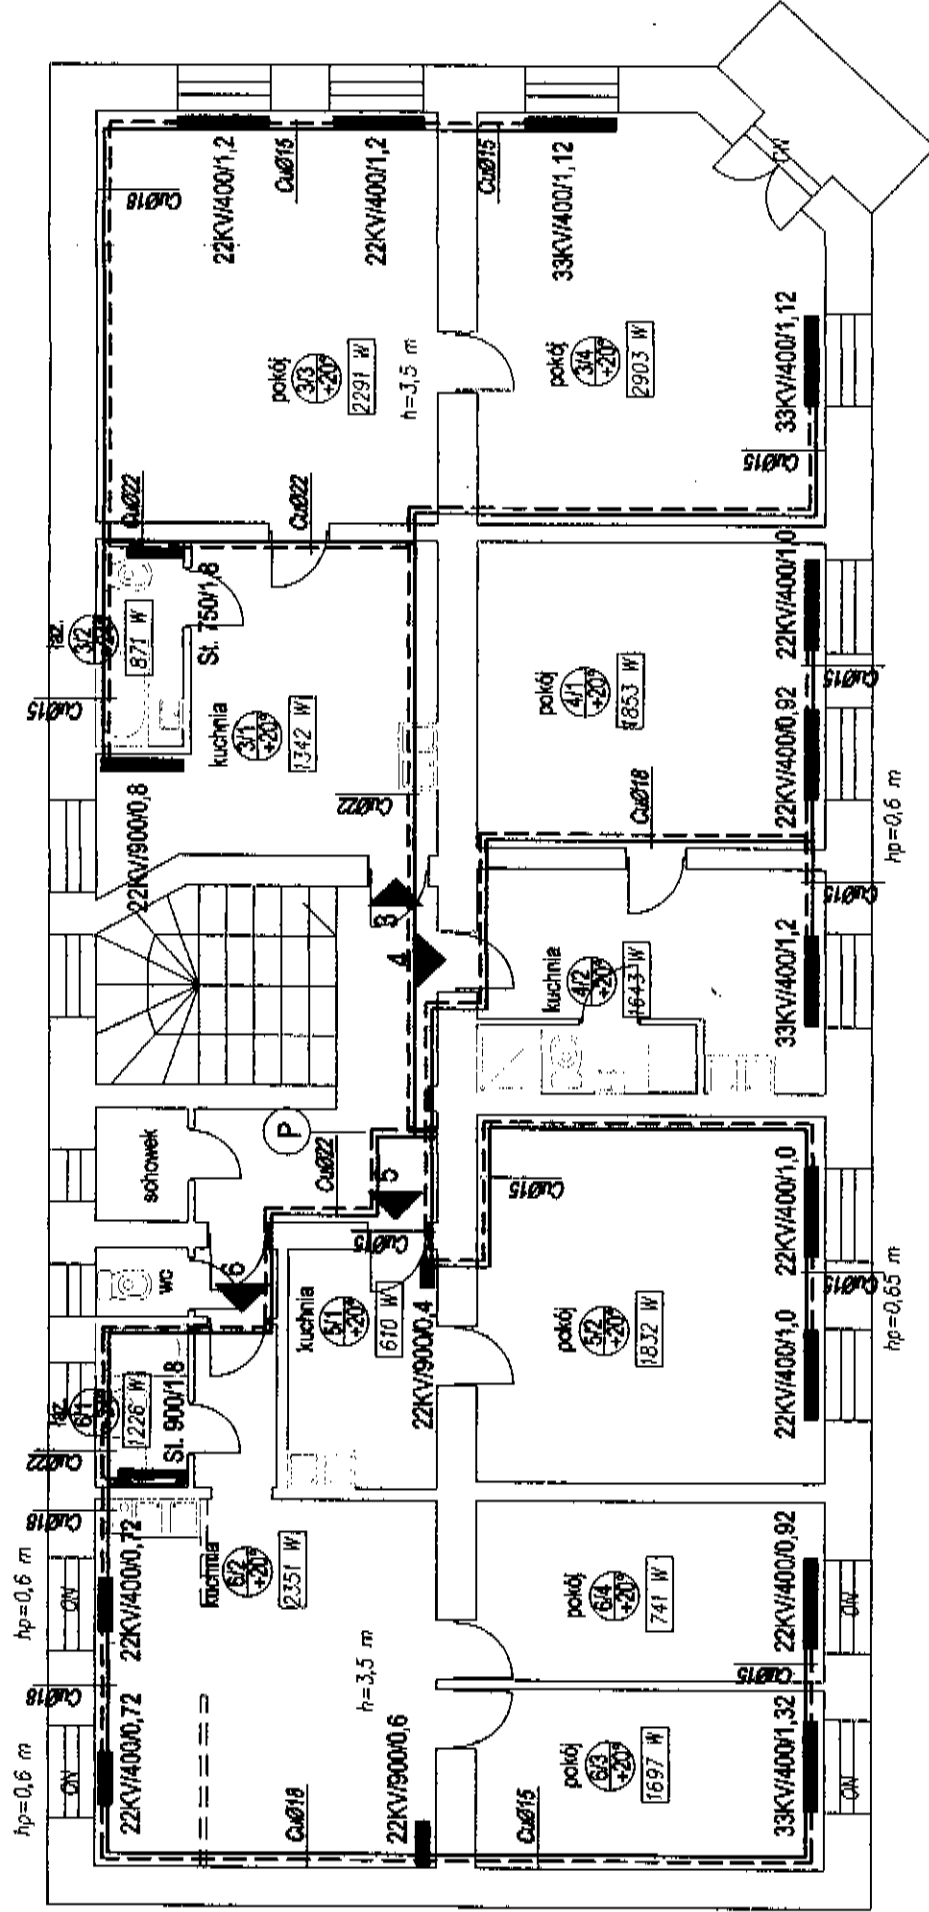 hp=0,6 m
hp=0,6 m
CuØ18
CuØ18
CuØ22
CuØ15
ON
ON
łaz.
6/1
1226 W
St. 900/1,8
22KV/400/0,72
22KV/400/0,72
wc
schowek
22KV/900/0,8
łaz.
3/2
871 W
St. 750/1,8
CuØ22
CuØ18
CuØ15
22KV/400/1,2
22KV/400/1,2
kuchnia
6/2
+20°
2351 W
h=3,5 m
CuØ18
22KV/900/0,6
6
kuchnia
5/1
+20°
610 W
22KV/900/0,4
P
CuØ22
5
CuØ15
3
4
kuchnia
3/1
+20°
1342 W
CuØ22
CuØ22
pokój
3/3
+20°
2291 W
h=3,5 m
CuØ15
33KV/400/1,12
CuØ15
pokój
6/3
+20°
1697 W
33KV/400/1,32
pokój
6/4
+20°
741 W
22KV/400/0,92
CuØ15
CuØ15
pokój
5/2
+20°
1832 W
22KV/400/1,0
22KV/400/1,0
kuchnia
4/2
+20°
1643 W
33KV/400/1,2
CuØ18
pokój
4/1
+20°
1853 W
22KV/400/0,92
22KV/400/1,0
pokój
3/4
+20°
2903 W
33KV/400/1,12
CuØ15
ON
ON
CuØ15
hp=0,65 m
CuØ15
hp=0,6 m
CuØ15